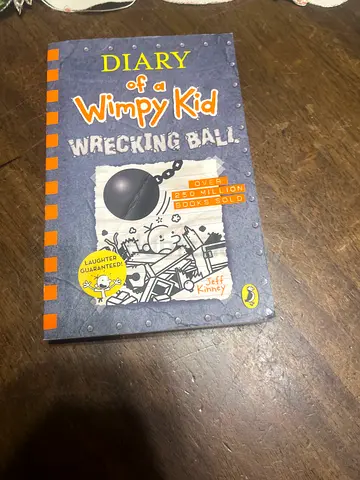 DIARY
of a
Wimpy Kid
WRECKING BALL
OVER
250 MILLION
BOOKS SOLD
LAUGHTER
GUARANTEED!
Jeff
Kinney